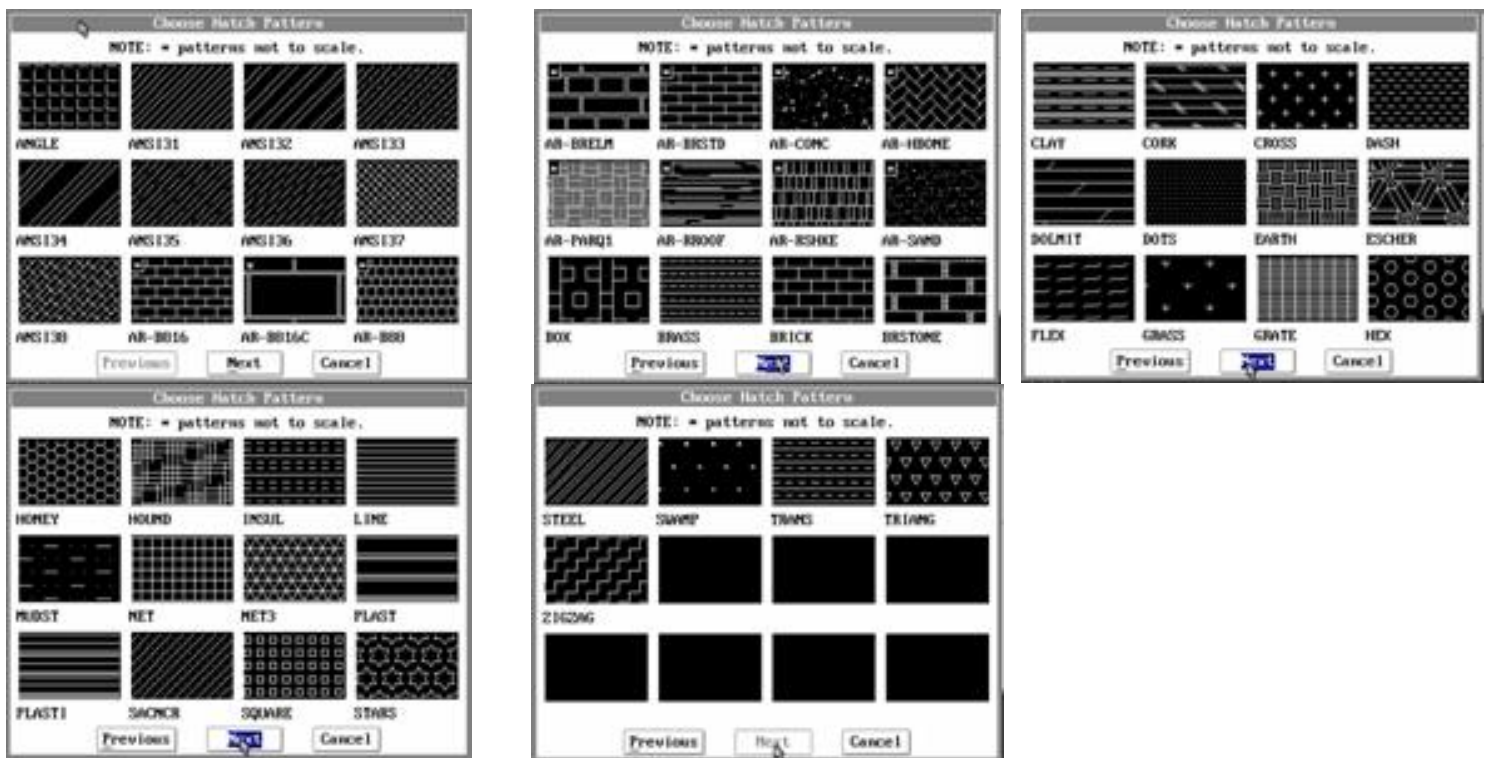 Choose Hatch Pattern
NOTE: * patterns not to scale.
ANGLE ANSI31 ANSI32 ANSI33
ANSI34 ANSI35 ANSI36 ANSI37
ANSI38 AR-B816 AR-B816C AR-B88
Previous Next Cancel
Choose Hatch Pattern
NOTE: * patterns not to scale.
AR-BRELM AR-BRSTD AR-CONC AR-HBONE
AR-PARQ1 AR-RROOF AR-RSHKE AR-SAND
BOX BRASS BRICK BRSTONE
Previous Next Cancel
Choose Hatch Pattern
NOTE: * patterns not to scale.
CLAY CORK CROSS DASH
DOLMIT DOTS EARTH ESCHER
FLEX GRASS GRATE HEX
Previous Next Cancel
Choose Hatch Pattern
NOTE: * patterns not to scale.
HONEY HOUND INSUL LINE
MUDST NET NET3 PLAST
PLASTI SACNCR SQUARE STARS
Previous Next Cancel
Choose Hatch Pattern
NOTE: * patterns not to scale.
STEEL SWAMP TRANS TRIANG
ZIGZAG
Previous Next Cancel